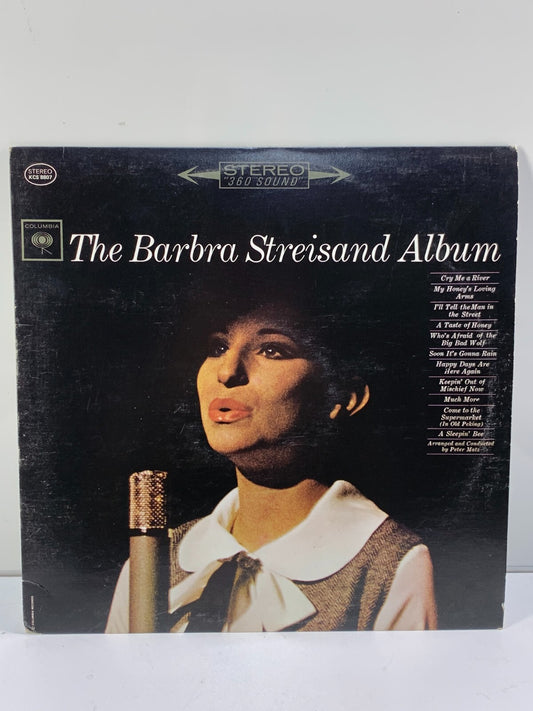 STEREO
KCS 8807
STEREO
"360 SOUND"
COLUMBIA
The Barbra Streisand Album
Cry Me a River
My Honey's Loving
Arms
I'll Tell the Man in
the Street
A Taste of Honey
Who's Afraid of the
Big Bad Wolf
Soon It's Gonna Rain
Happy Days Are
Here Again
Keepin' Out of
Mischief Now
Much More
Come to the
Supermarket
(In Old Peking)
A Sleepin' Bee
Arranged and Conducted
by Peter Matz